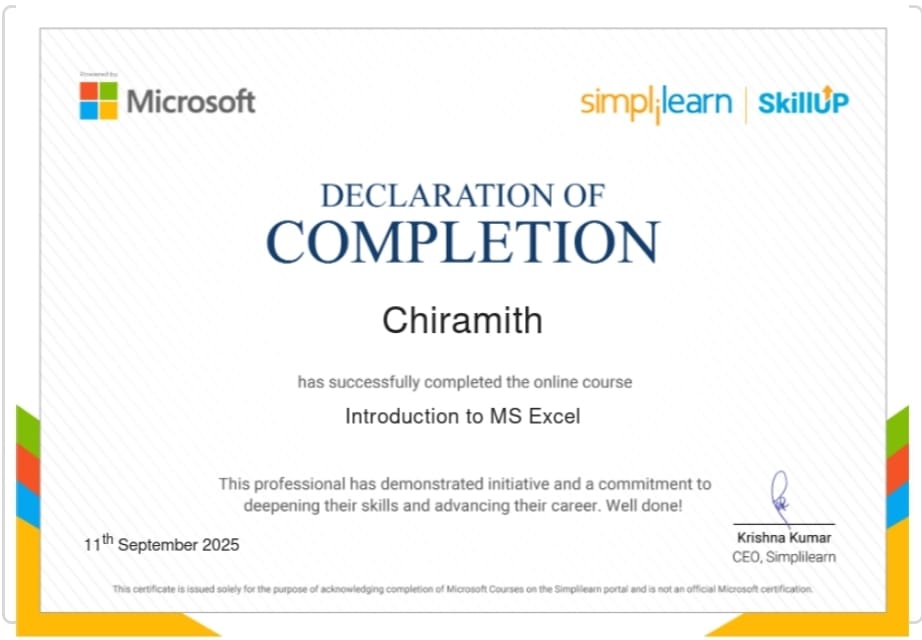 Powered by
Microsoft
simplilearn | SkillUP
DECLARATION OF
COMPLETION
Chiramith
has successfully completed the online course
Introduction to MS Excel
This professional has demonstrated initiative and a commitment to
deepening their skills and advancing their career. Well done!
11th September 2025
Krishna Kumar
CEO, Simplilearn
This certificate is issued solely for the purpose of acknowledging completion of Microsoft Courses on the Simplilearn portal and is not an official Microsoft certification.